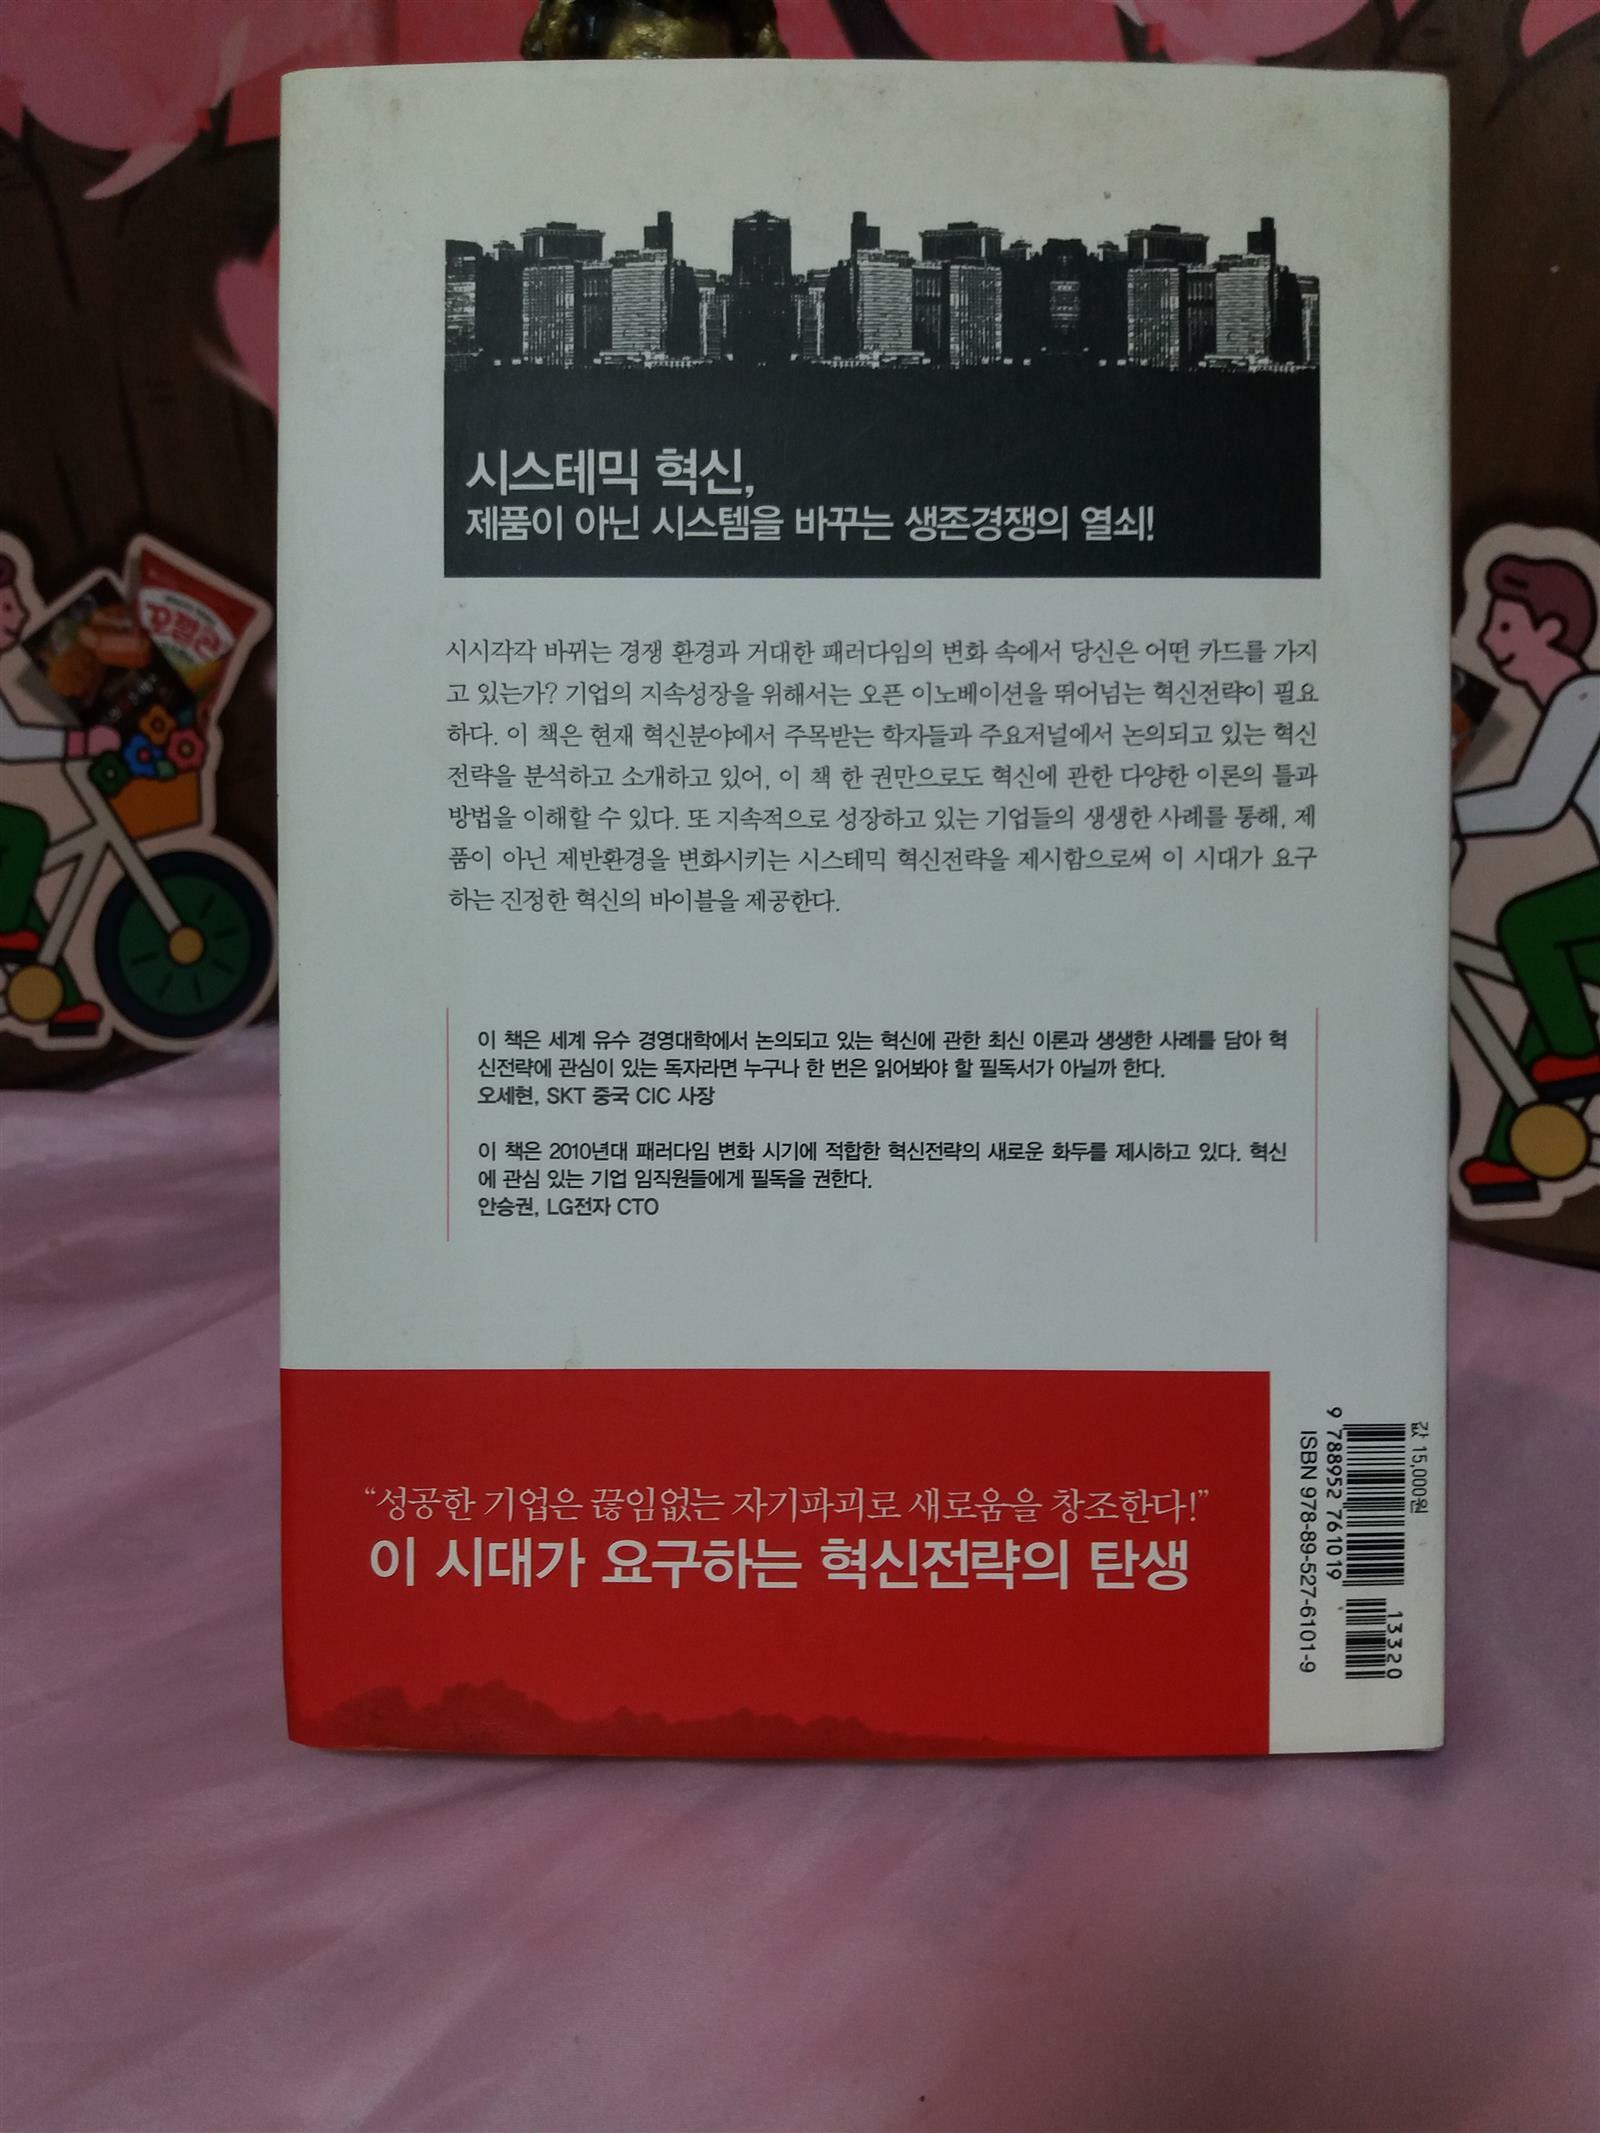 시스테믹 혁신,
제품이 아닌 시스템을 바꾸는 생존경쟁의 열쇠!
시시각각 바뀌는 경쟁 환경과 거대한 패러다임의 변화 속에서 당신은 어떤 카드를 가지
고 있는가? 기업의 지속성장을 위해서는 오픈 이노베이션을 뛰어넘는 혁신전략이 필요
하다. 이 책은 현재 혁신분야에서 주목받는 학자들과 주요저널에서 논의되고 있는 혁신
전략을 분석하고 소개하고 있어, 이 책 한 권만으로도 혁신에 관한 다양한 이론의 틀과
방법을 이해할 수 있다. 또 지속적으로 성장하고 있는 기업들의 생생한 사례를 통해, 제
품이 아닌 제반환경을 변화시키는 시스테믹 혁신전략을 제시함으로써 이 시대가 요구
하는 진정한 혁신의 바이블을 제공한다.
이 책은 세계 유수 경영대학에서 논의되고 있는 혁신에 관한 최신 이론과 생생한 사례를 담아 혁
신전략에 관심이 있는 독자라면 누구나 한 번은 읽어봐야 할 필독서가 아닐까 한다.
오세현, SKT 중국 CIC 사장
이 책은 2010년대 패러다임 변화 시기에 적합한 혁신전략의 새로운 화두를 제시하고 있다. 혁신
에 관심 있는 기업 임직원들에게 필독을 권한다.
안승권, LG전자 CTO
“성공한 기업은 끊임없는 자기파괴로 새로움을 창조한다!”
이 시대가 요구하는 혁신전략의 탄생
값 15,000원
13320
9 788952 761019
ISBN 978-89-527-6101-9
꼬깔콘